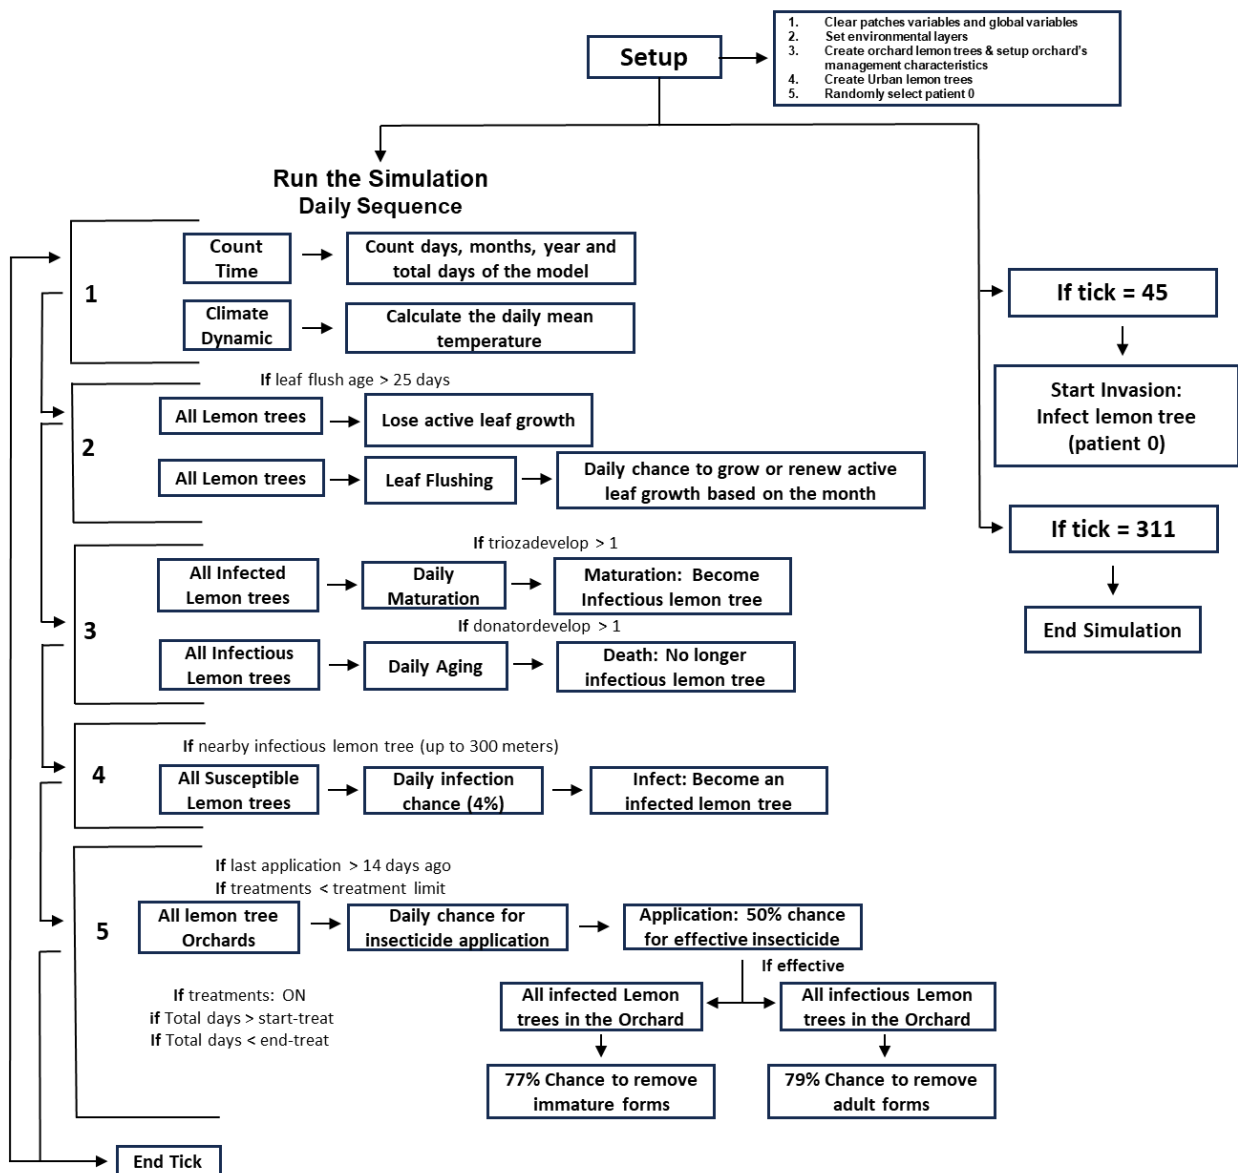 Setup
1. Clear patches variables and global variables
2. Set environmental layers
3. Create orchard lemon trees & setup orchard's
management characteristics
4. Create Urban lemon trees
5. Randomly select patient 0
Run the Simulation
Daily Sequence
1
Count
Time
Count days, months, year and
total days of the model
Climate
Dynamic
Calculate the daily mean
temperature
2
If leaf flush age > 25 days
All Lemon trees
Lose active leaf growth
All Lemon trees
Leaf Flushing
Daily chance to grow or renew active
leaf growth based on the month
3
If triozadevelop > 1
All Infected
Lemon trees
Daily
Maturation
Maturation: Become
Infectious lemon tree
If donatordevelop > 1
All Infectious
Lemon trees
Daily Aging
Death: No longer
infectious lemon tree
4
If nearby infectious lemon tree (up to 300 meters)
All Susceptible
Lemon trees
Daily infection
chance (4%)
Infect: Become an
infected lemon tree
5
If last application > 14 days ago
If treatments < treatment limit
All lemon tree
Orchards
Daily chance for
insecticide application
Application: 50% chance
for effective insecticide
If effective
If treatments: ON
if Total days > start-treat
If Total days < end-treat
All infected Lemon
trees in the Orchard
All infectious Lemon
trees in the Orchard
77% Chance to remove
immature forms
79% Chance to remove
adult forms
End Tick
If tick = 45
Start Invasion:
Infect lemon tree
(patient 0)
If tick = 311
End Simulation